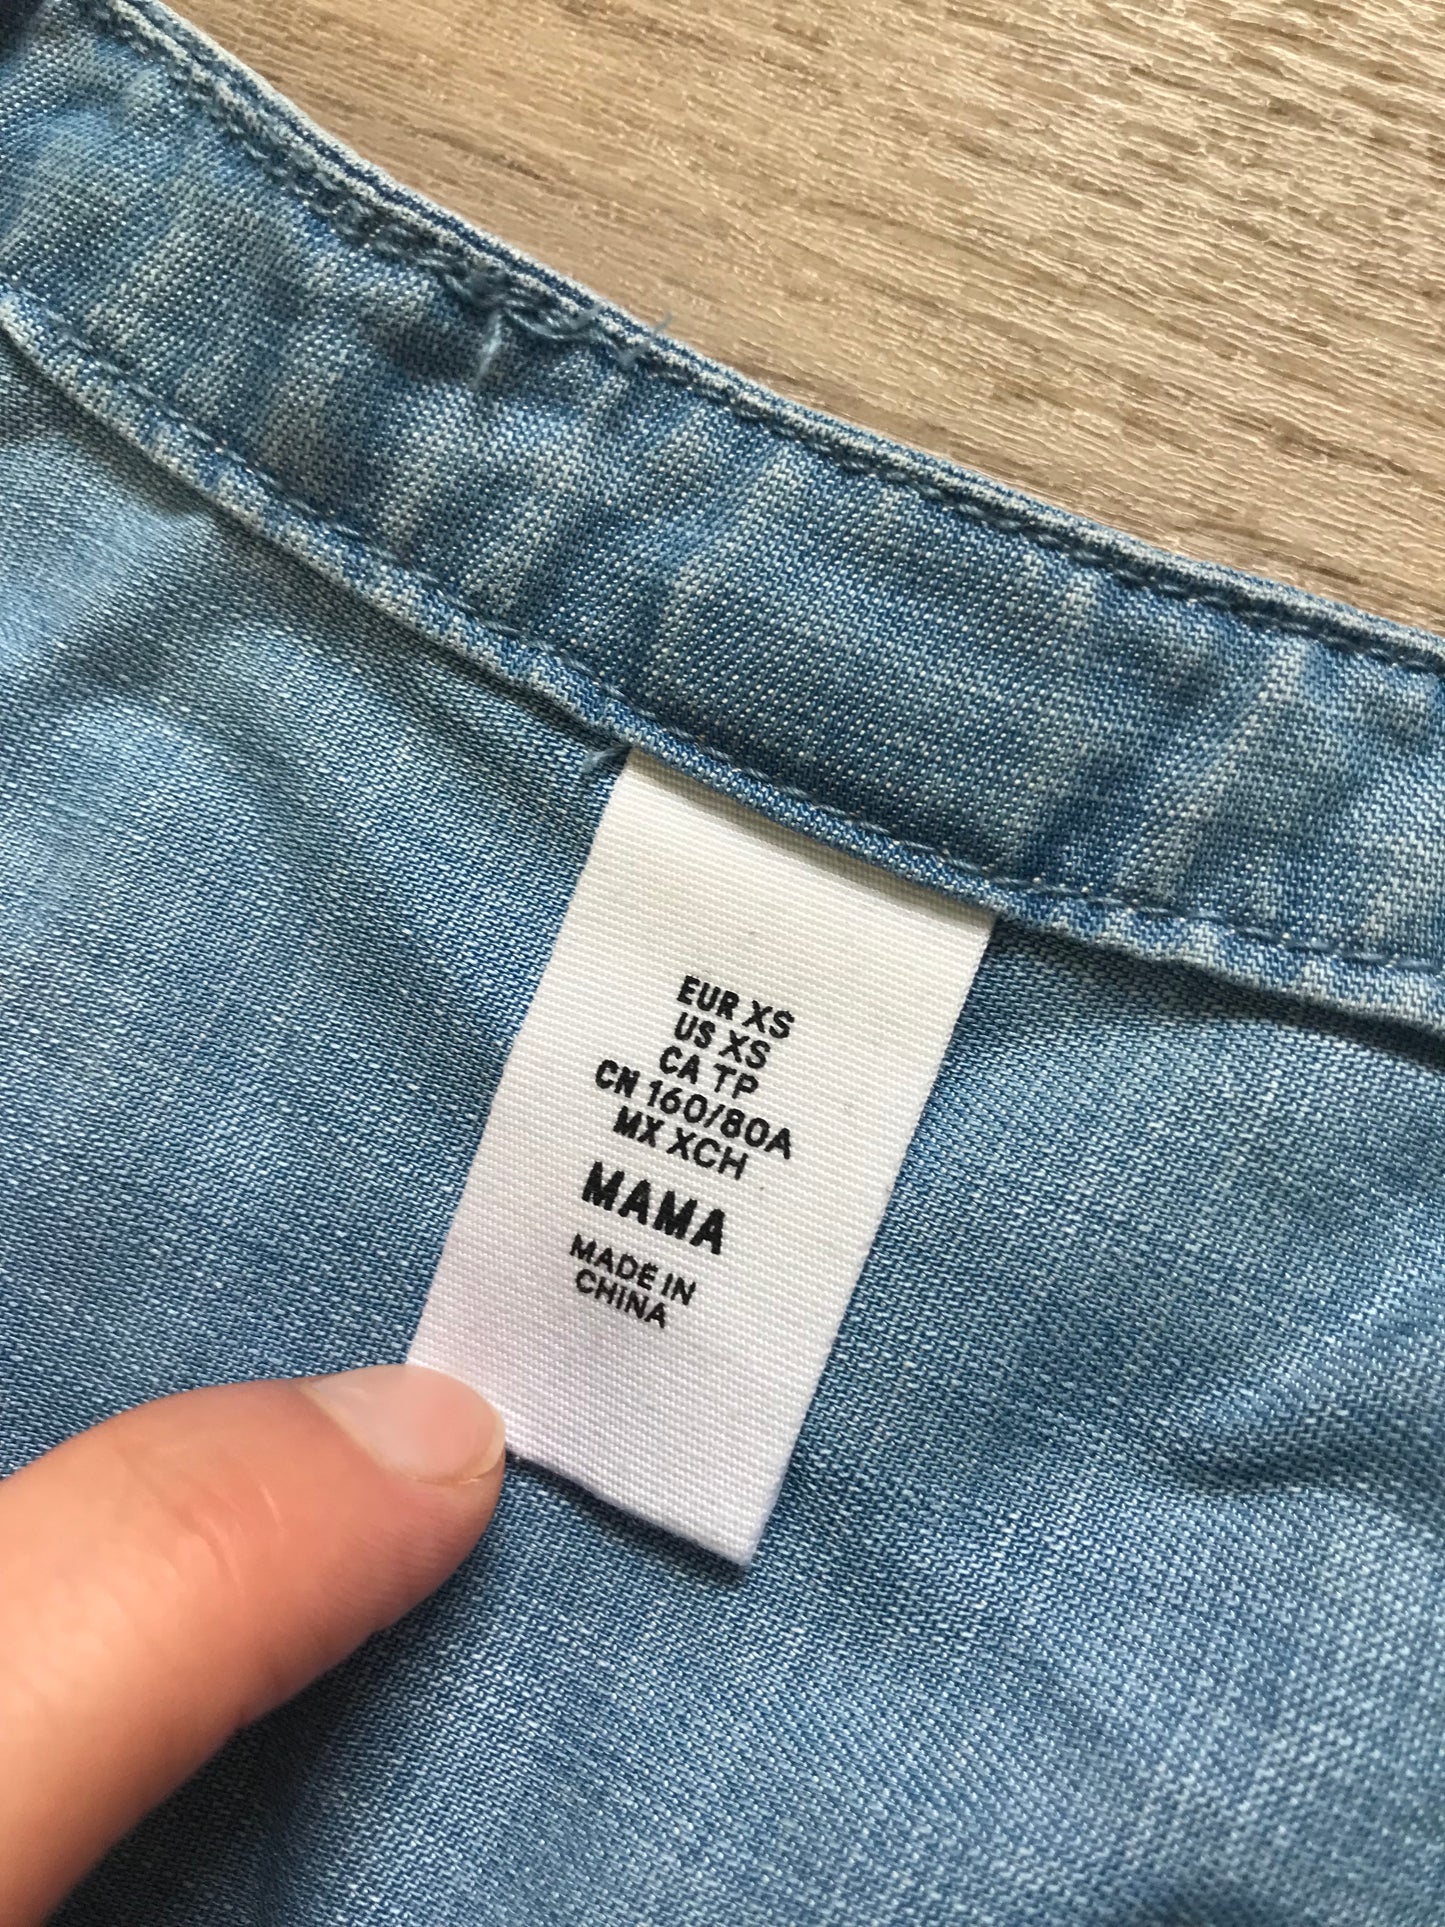 EUR XS
US XS
CA TP
CN 160/80A
MX XCH
MAMA
MADE IN
CHINA